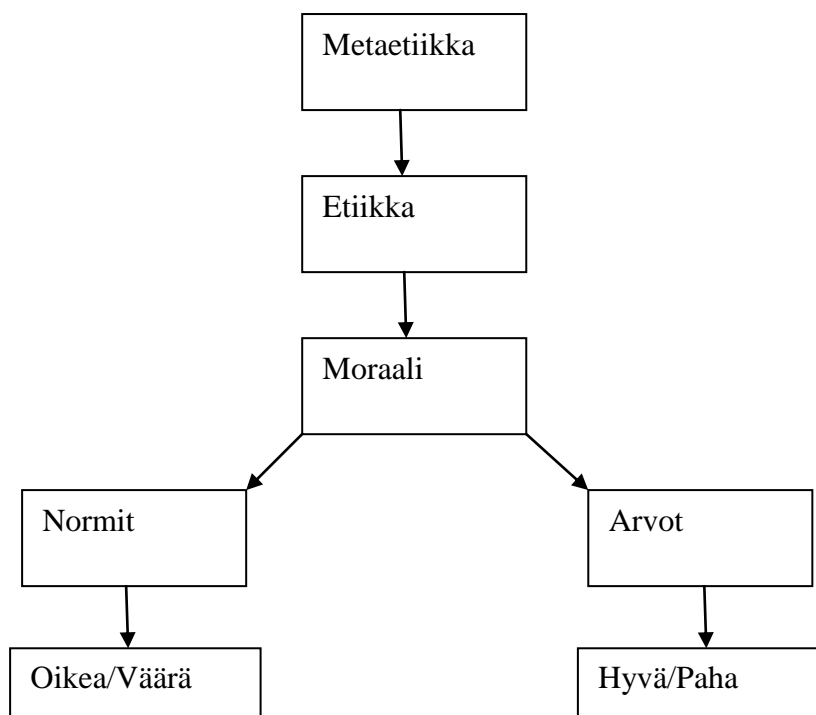 Metaetiikka
Etiikka
Moraali
Normit
Arvot
Oikea/Väärä
Hyvä/Paha